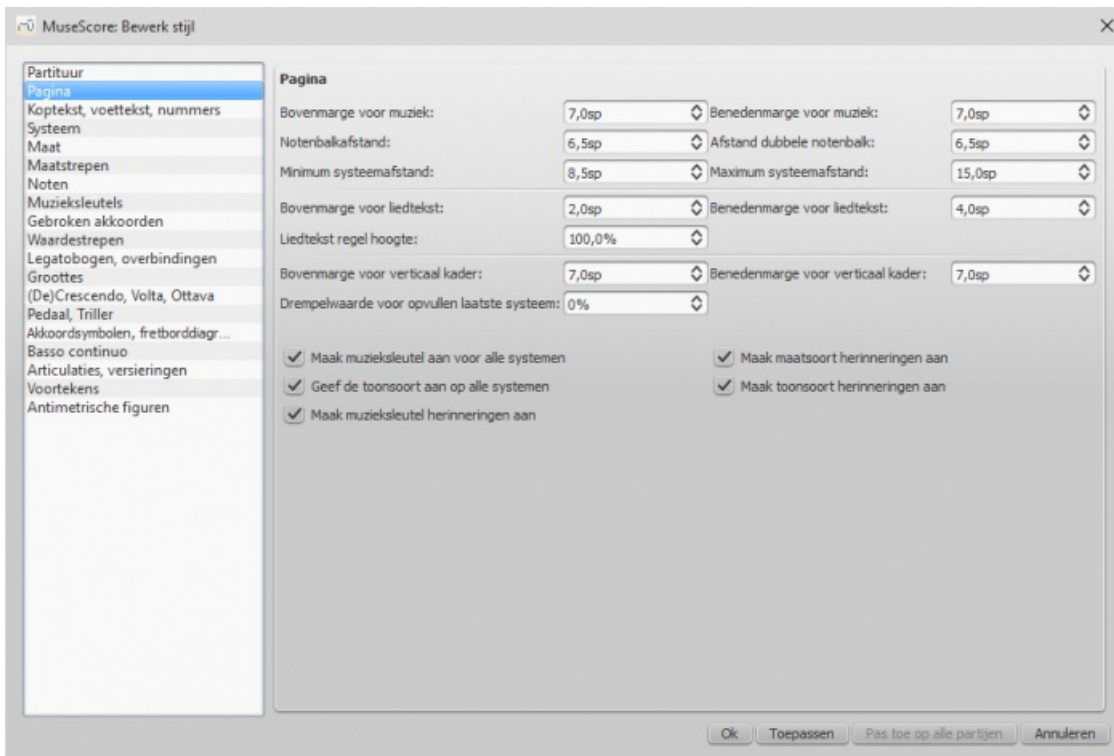 MuseScore: Bewerk stijl
Partituur
Pagina
Koptekst, voettekst, nummers
Systeem
Maat
Maatstrepen
Noten
Muzieksleutels
Gebroken akkoorden
Waardestrepen
Legatobogen, overbindingen
Groottes
(De)Crescendo, Volta, Ottava
Pedaal, Triller
Akkoordsymbolen, fretborddiagr...
Basso continuo
Articulaties, versieringen
Voortekens
Antimetrische figuren
Pagina
Bovenmarge voor muziek: 7,0sp Benedenmarge voor muziek: 7,0sp
Notenbalkafstand: 6,5sp Afstand dubbele notenbalk: 6,5sp
Minimum systeemafstand: 8,5sp Maximum systeemafstand: 15,0sp
Bovenmarge voor liedtekst: 2,0sp Benedenmarge voor liedtekst: 4,0sp
Liedtekst regel hoogte: 100,0%
Bovenmarge voor verticaal kader: 7,0sp Benedenmarge voor verticaal kader: 7,0sp
Drempelwaarde voor opvullen laatste systeem: 0%
Maak muzieksleutel aan voor alle systemen Maak maatsoort herinneringen aan
Geef de toonsoort aan op alle systemen Maak toonsoort herinneringen aan
Maak muzieksleutel herinneringen aan
Ok Toepassen Pas toe op alle partijen Annuleren